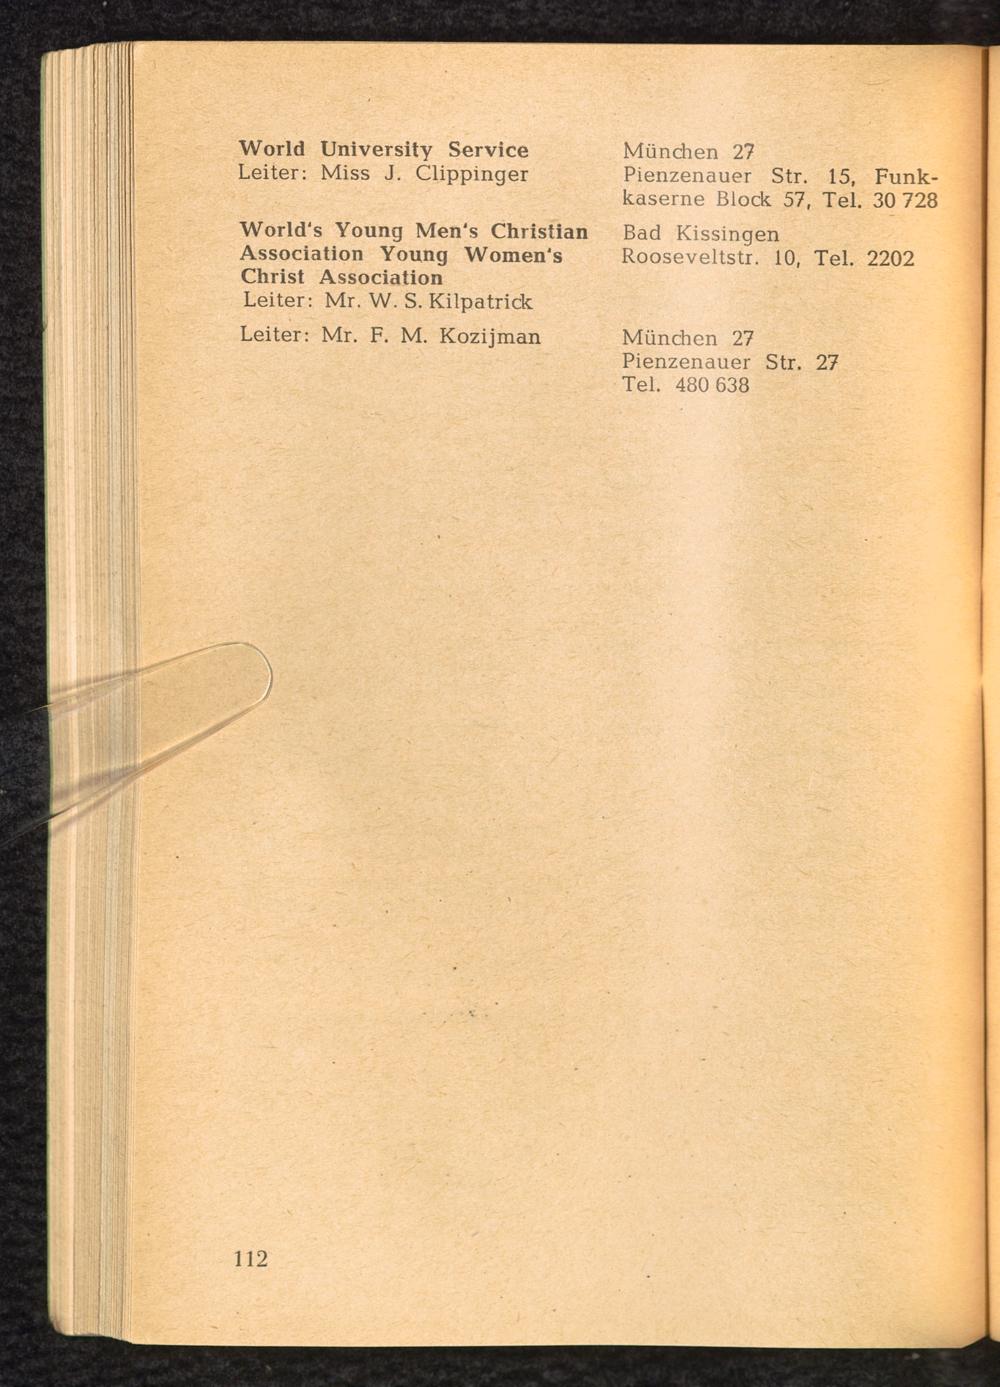 World University Service
Leiter: Miss J. Clippinger
München 27
Pienzenauer Str. 15, Funk-
kaserne Block 57, Tel. 30 728
World's Young Men's Christian
Association Young Women's
Christ Association
Leiter: Mr. W. S. Kilpatrick
Bad Kissingen
Rooseveltstr. 10, Tel. 2202
Leiter: Mr. F. M. Kozijman
München 27
Pienzenauer Str. 27
Tel. 480 638
112